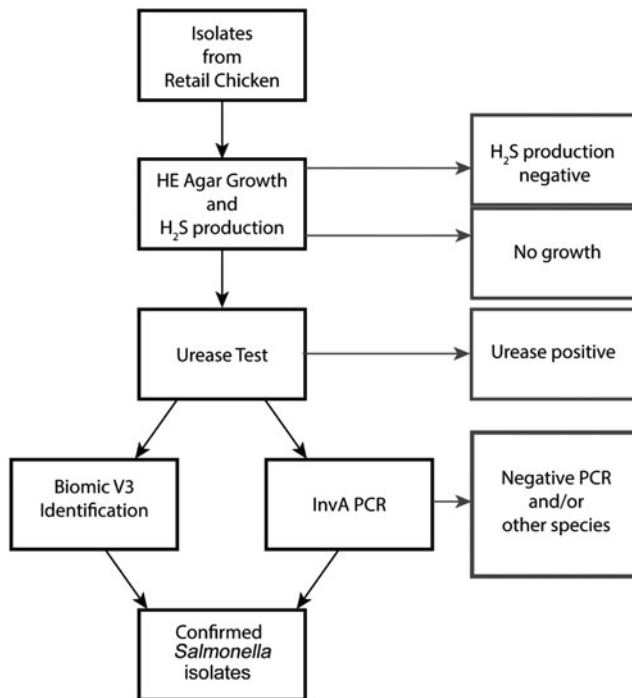 Isolates
from
Retail Chicken
HE Agar Growth
and
H₂S production
H₂S production
negative
No growth
Urease Test
Urease positive
Biomic V3
Identification
InvA PCR
Negative PCR
and/or
other species
Confirmed
Salmonella
isolates